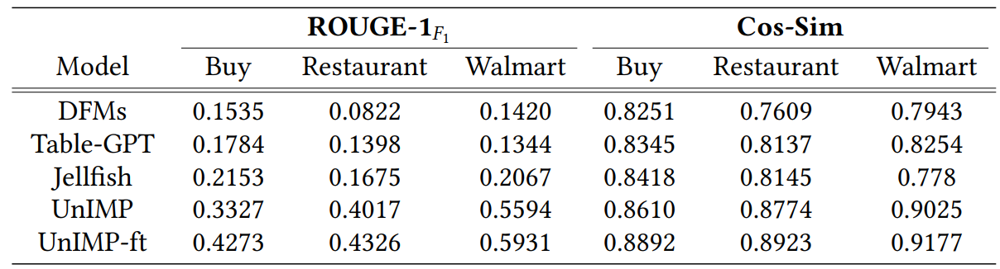 ROUGE-1F1 Cos-Sim
Model Buy Restaurant Walmart Buy Restaurant Walmart
DFMs 0.1535 0.0822 0.1420 0.8251 0.7609 0.7943
Table-GPT 0.1784 0.1398 0.1344 0.8345 0.8137 0.8254
Jellfish 0.2153 0.1675 0.2067 0.8418 0.8145 0.778
UnIMP 0.3327 0.4017 0.5594 0.8610 0.8774 0.9025
UnIMP-ft 0.4273 0.4326 0.5931 0.8892 0.8923 0.9177